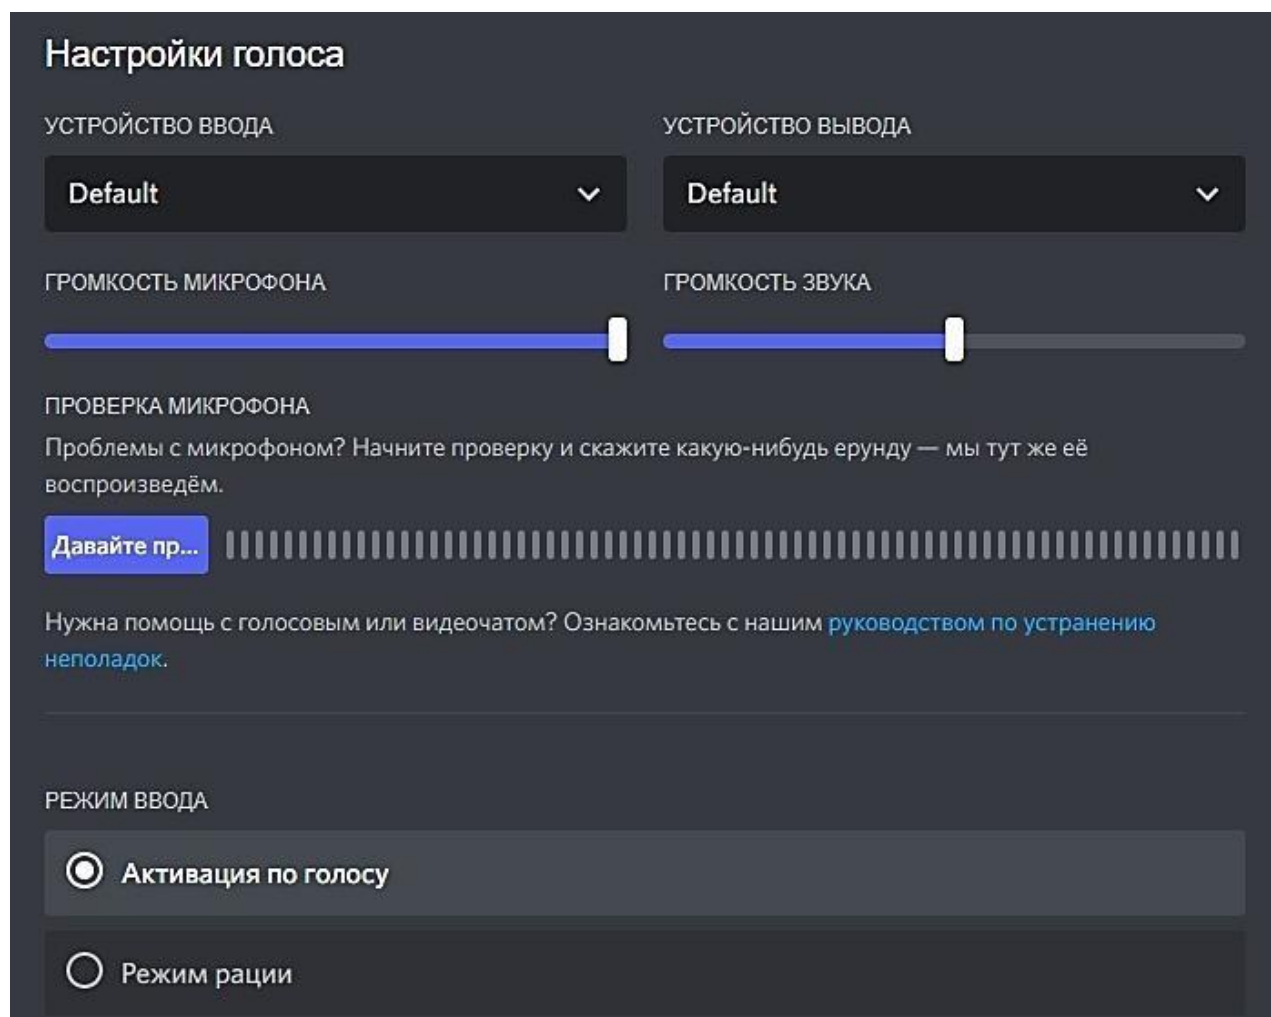 Настройки голоса
УСТРОЙСТВО ВВОДА
УСТРОЙСТВО ВЫВОДА
Default
Default
ГРОМКОСТЬ МИКРОФОНА
ГРОМКОСТЬ ЗВУКА
ПРОВЕРКА МИКРОФОНА
Проблемы с микрофоном? Начните проверку и скажите какую-нибудь ерунду — мы тут же её
воспроизведём.
Давайте пр...
Нужна помощь с голосовым или видеочатом? Ознакомьтесь с нашим руководством по устранению
неполадок.
РЕЖИМ ВВОДА
Активация по голосу
Режим рации